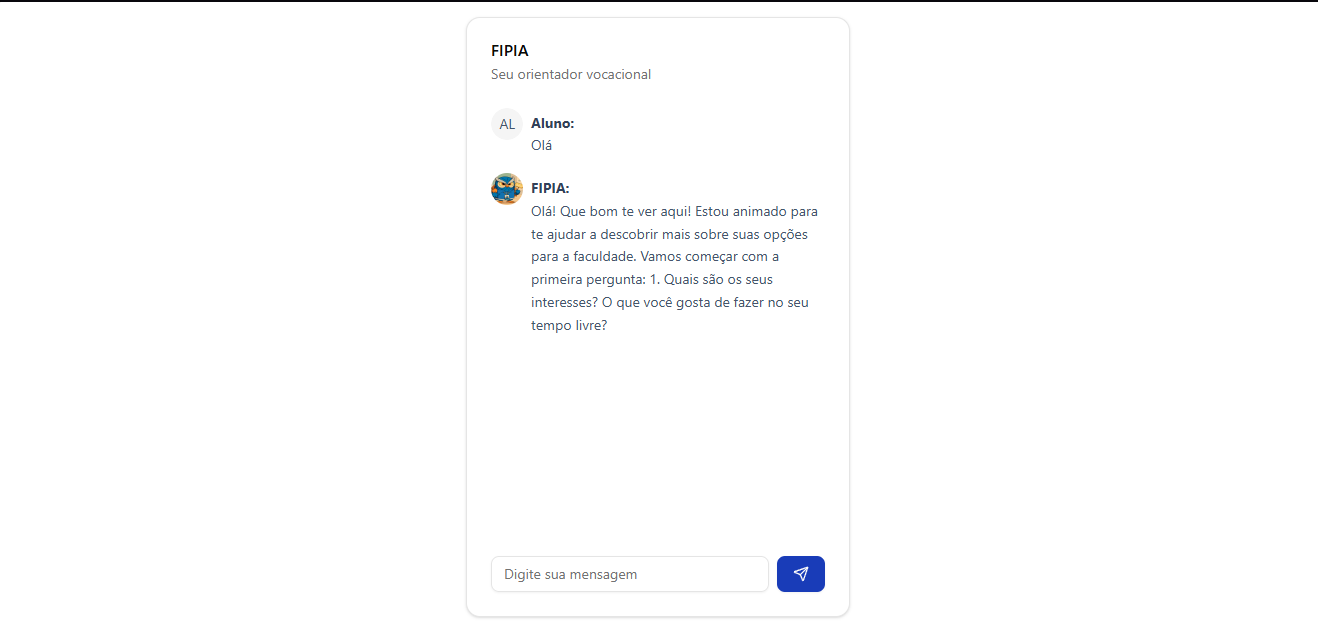 FIPIA
Seu orientador vocacional
AL
Aluno:
Olá
FIPIA:
Olá! Que bom te ver aqui! Estou animado para
te ajudar a descobrir mais sobre suas opções
para a faculdade. Vamos começar com a
primeira pergunta: 1. Quais são os seus
interesses? O que você gosta de fazer no seu
tempo livre?
Digite sua mensagem